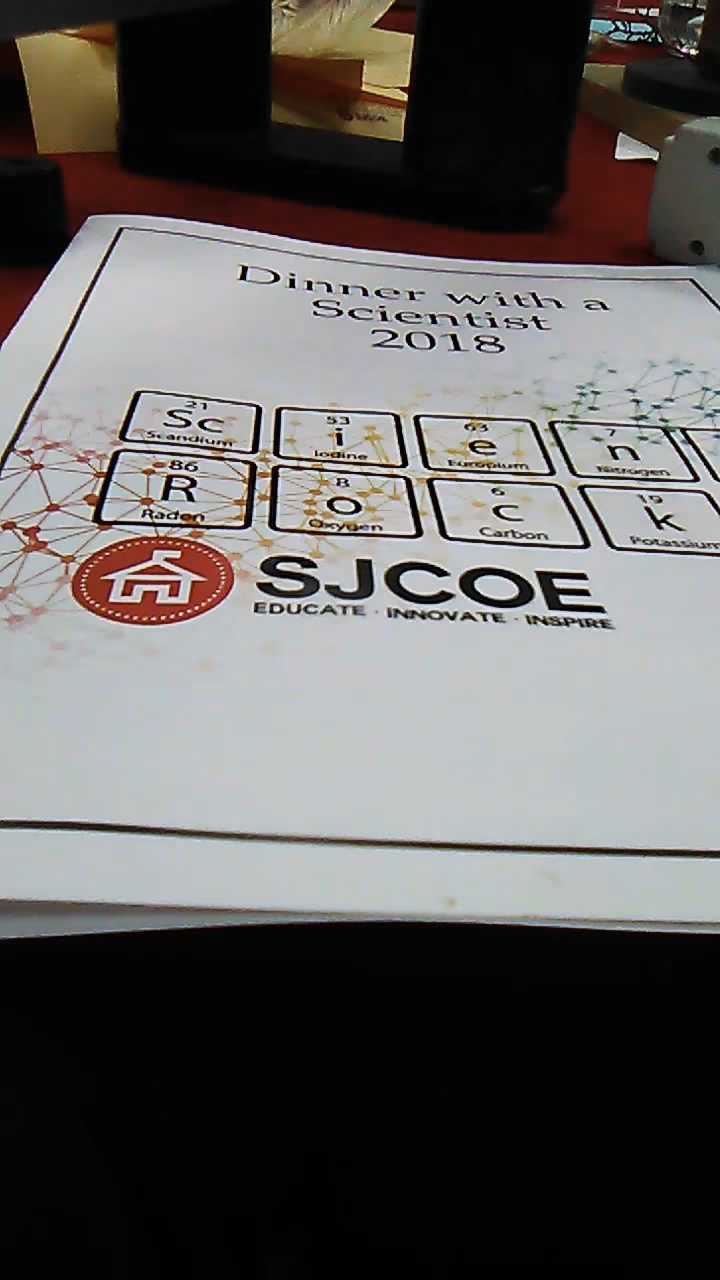 Dinner with a
Scientist
2018
21 53 63 7
Sc i e n
Scandium Iodine Europium Nitrogen
86 8 6 19
R o c k
Radon Oxygen Carbon Potassium
SJCOE
EDUCATE · INNOVATE · INSPIRE